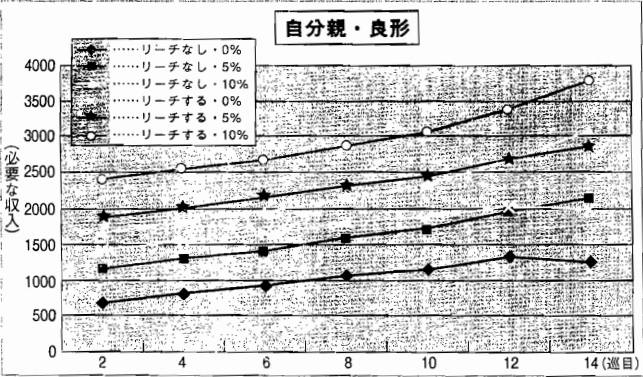 自分親・良形
……リーチなし・0%
……リーチなし・5%
……リーチなし・10%
……リーチする・0%
……リーチする・5%
……リーチする・10%
(必要な収入)
4000
3500
3000
2500
2000
1500
1000
500
0
2 4 6 8 10 12 14(巡目)